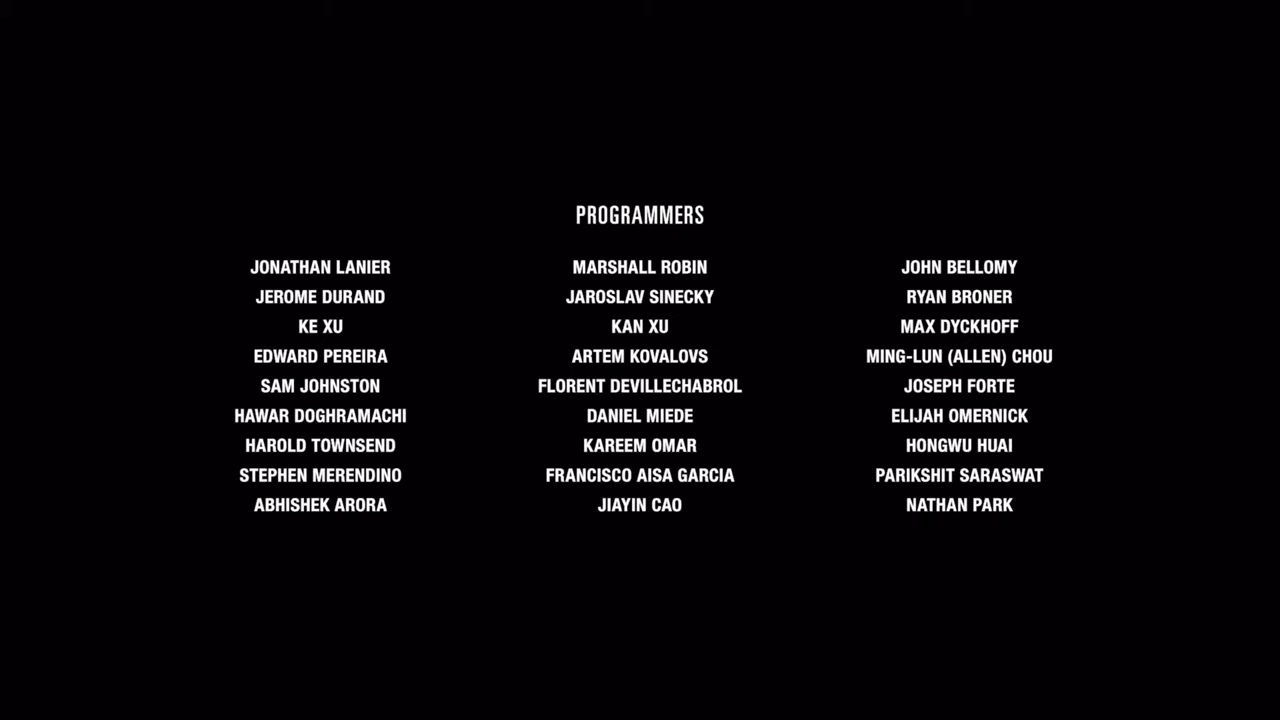 PROGRAMMERS
JONATHAN LANIER MARSHALL ROBIN JOHN BELLOMY
JEROME DURAND JAROSLAV SINECKY RYAN BRONER
KE XU KAN XU MAX DYCKHOFF
EDWARD PEREIRA ARTEM KOVALOVS MING-LUN (ALLEN) CHOU
SAM JOHNSTON FLORENT DEVILLECHABROL JOSEPH FORTE
HAWAR DOGHRAMACHI DANIEL MIEDE ELIJAH OMERNICK
HAROLD TOWNSEND KAREEM OMAR HONGWU HUAI
STEPHEN MERENDINO FRANCISCO AISA GARCIA PARIKSHIT SARASWAT
ABHISHEK ARORA JIAYIN CAO NATHAN PARK